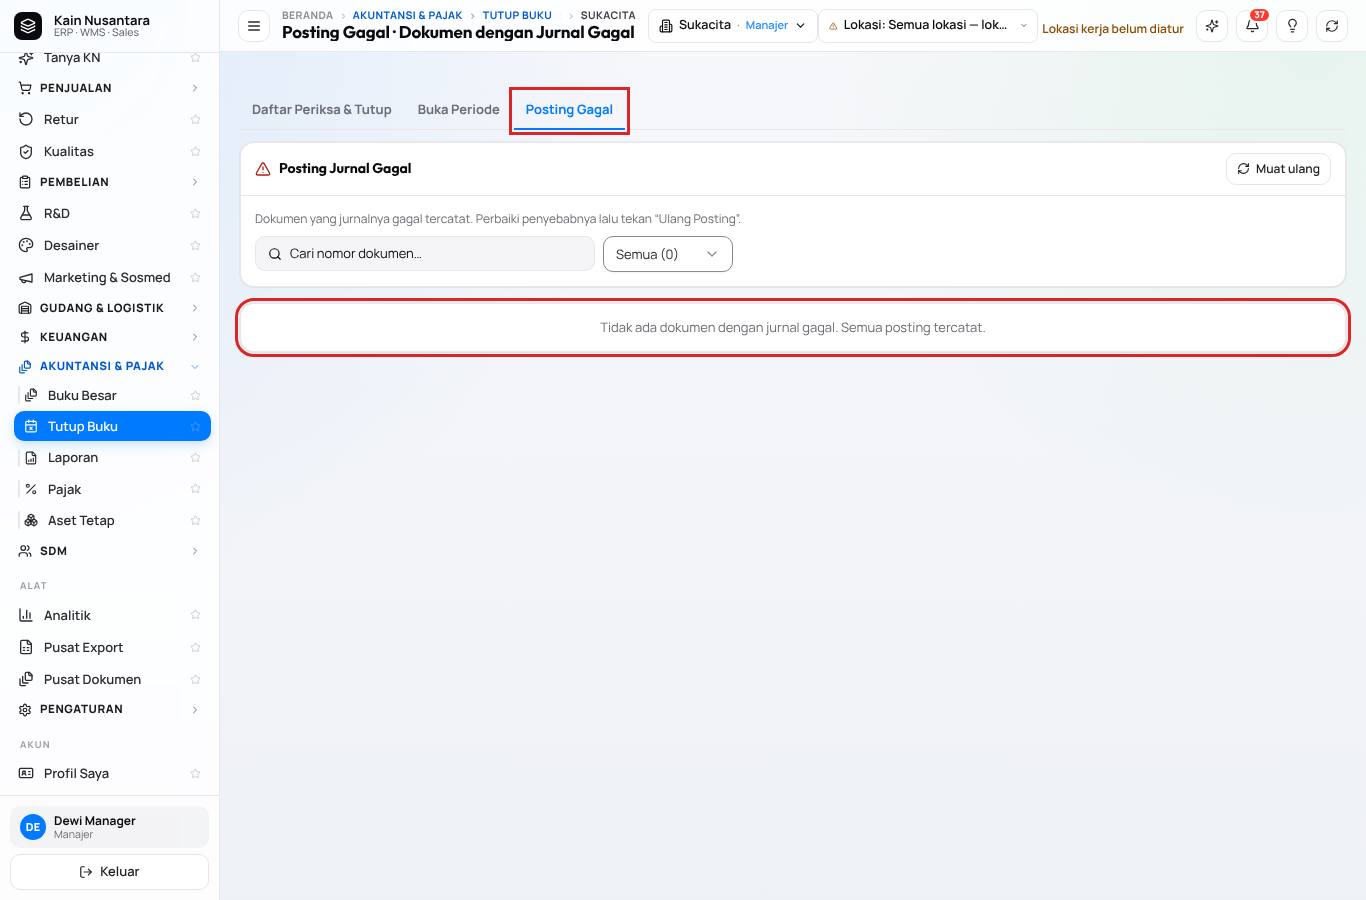 Kain Nusantara
ERP · WMS · Sales
Tanya KN
PENJUALAN
Retur
Kualitas
PEMBELIAN
R&D
Desainer
Marketing & Sosmed
GUDANG & LOGISTIK
KEUANGAN
AKUNTANSI & PAJAK
Buku Besar
Tutup Buku
Laporan
Pajak
Aset Tetap
SDM
ALAT
Analitik
Pusat Export
Pusat Dokumen
PENGATURAN
AKUN
Profil Saya
DE
Dewi Manager
Manajer
Keluar
BERANDA › AKUNTANSI & PAJAK › TUTUP BUKU › SUKACITA
Posting Gagal · Dokumen dengan Jurnal Gagal
Sukacita · Manajer
Lokasi: Semua lokasi — lok...
Lokasi kerja belum diatur
37
Daftar Periksa & Tutup
Buka Periode
Posting Gagal
Posting Jurnal Gagal
Muat ulang
Dokumen yang jurnalnya gagal tercatat. Perbaiki penyebabnya lalu tekan “Ulang Posting”.
Cari nomor dokumen...
Semua (0)
Tidak ada dokumen dengan jurnal gagal. Semua posting tercatat.